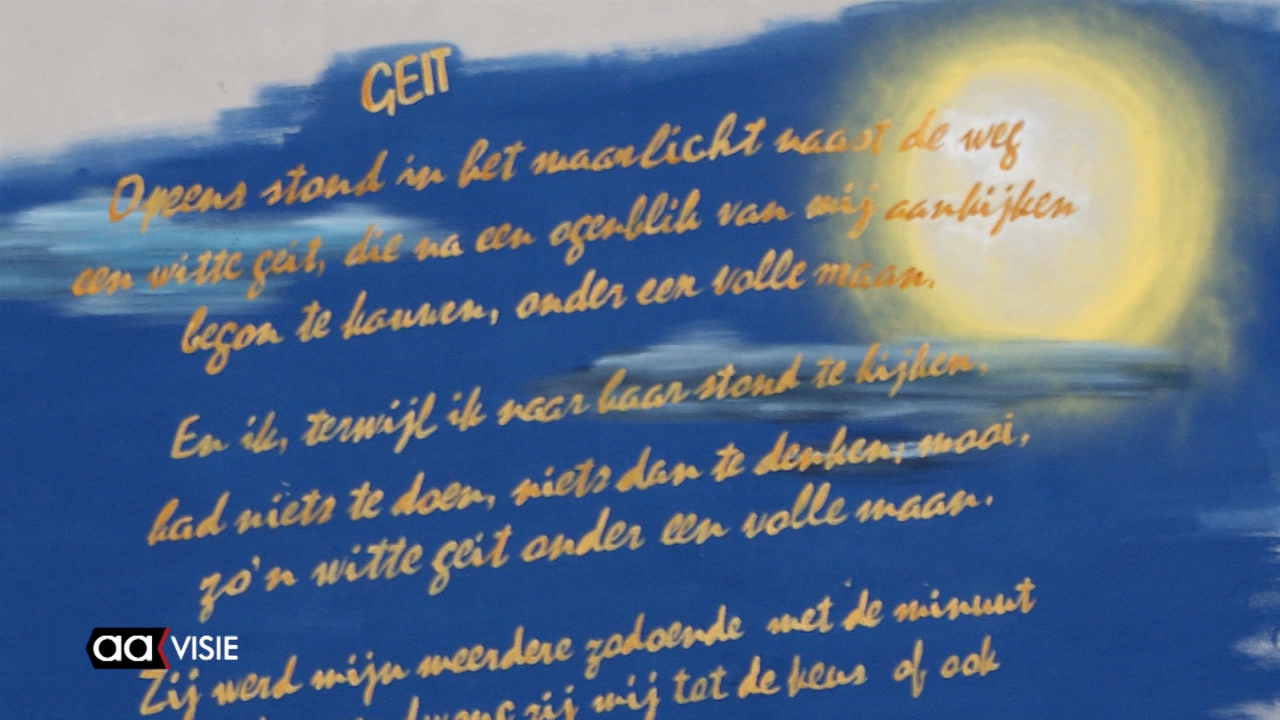 GEIT
Opeens stond in het maanlicht naast de weg
een witte geit, die na een ogenblik van mij aankijken
begon te kauwen, onder een volle maan.
En ik, terwijl ik naar haar stond te kijken,
had niets te doen, niets dan te denken; mooi,
zo'n witte geit onder een volle maan.
Zij werd mijn meerdere zodoende met de minuut
zij mij tot de keus of ook
aa VISIE